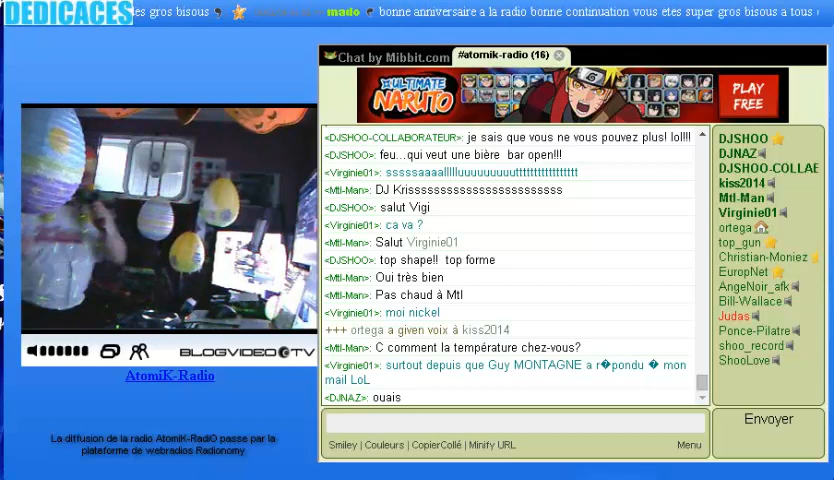 DEDICACES
es gros bisous
mado bonne anniversaire a la radio bonne continuation vous etes super gros bisous a tous
Chat by Mibbit.com
#atomik-radio (16)
ULTIMATE
NARUTO
PLAY
FREE
<DJSHOO-COLLABORATEUR>: je sais que vous ne vous pouvez plus! lol!!!
<DJSHOO>: feu...qui veut une bière bar open!!!
<Virginie01> sssssaaaalllllluuuuuuuuutttttttttttttttttt
<Mtl-Man>: DJ Krissssssssssssssssssssssssss
<DJSHOO>: salut Vigi
<Virginie01>: ca va ?
<Mtl-Man>: Salut Virginie01
<DJSHOO>: top shape!! top forme
<Mtl-Man>: Oui très bien
<Mtl-Man>: Pas chaud à Mtl
<Virginie01>: moi nickel
+++ ortega a given voix à kiss2014
<Mtl-Man>: C comment la température chez-vous?
<Virginie01>: surtout depuis que Guy MONTAGNE a r�pondu � mon
mail LoL
<DJNAZ>: ouais
Smiley | Couleurs | CopierCollé | Minify URL
Menu
DJSHOO
DJNAZ
DJSHOO-COLLAE
kiss2014
Mtl-Man
Virginie01
ortega
top_gun
Christian-Moniez
EuropNet
AngeNoir_afk
Bill-Wallace
Judas
Ponce-Pilatre
shoo_record
ShooLove
Envoyer
BLOGVIDEO TV
AtomiK-Radio
La diffusion de la radio AtomiK-RadiO passe par la
plateforme de webradios Radionomy